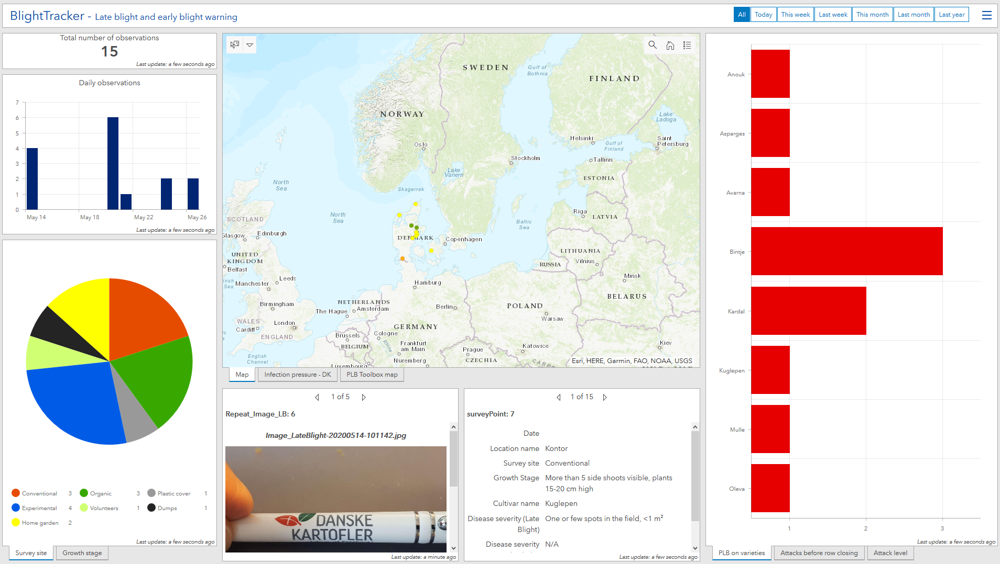 BlightTracker - Late blight and early blight warning
All
Today
This week
Last week
This month
Last month
Last year
Total number of observations
15
Last update: a few seconds ago
Daily observations
7
6
5
4
3
2
1
0
May 14
May 18
May 22
May 26
Last update: a few seconds ago
Conventional 3
Organic 3
Plastic cover 1
Experimental 4
Volunteers 1
Dumps 1
Home garden 2
Last update: a few seconds ago
Survey site
Growth stage
SWEDEN
Gulf of
Bothnia
FINLAND
NORWAY
Lake
Ladoga
Helsinki
Gulf of
Finland
Saint
Petersburg
Oslo
Stockholm
Tallinn
Lake
Vanern
ESTONIA
North
Sea
Skagerrak
North
Sea
Riga
LATVIA
SCOTLAND
Baltic
Sea
Glasgow
Edinburgh
DENMARK
Copenhagen
LITHUANIA
UNITED
KINGDOM
Vilnius
RUSSIA
Belfast
Minsk
Irish
Sea
Manchester
Leeds
Hamburg
BELARUS
Birmingham
NETHERLANDS
Amsterdam
The Hague
Berlin
POLAND
Warsaw
WALES
London
Cardiff
ENGLAND
GERMANY
Brussels
Cologne
BELGIUM
Rhine
Frankfurt
am Main
Prague
Katowice
Kiev
English
Channel
Nuremberg
CZECHIA
Luxembourg
Esri, HERE, Garmin, FAO, NOAA, USGS
Map
Infection pressure - DK
PLB Toolbox map
1 of 5
Repeat_Image_LB: 6
Image_LateBlight-20200514-101142.jpg
DANSKE
KARTOFLER
Last update: a minute ago
1 of 15
surveyPoint: 7
Date
Location name Kontor
Survey site Conventional
Growth Stage More than 5 side shoots visible, plants
15-20 cm high
Cultivar name Kuglepen
Disease severity (Late One or few spots in the field, <1 m²
Blight)
Disease severity N/A
Last update: a few seconds ago
Anouk
Asparges
Avarna
Bintje
Kardal
Kuglepen
Mulle
Oleva
1
2
3
Last update: a few seconds ago
PLB on varieties
Attacks before row closing
Attack level